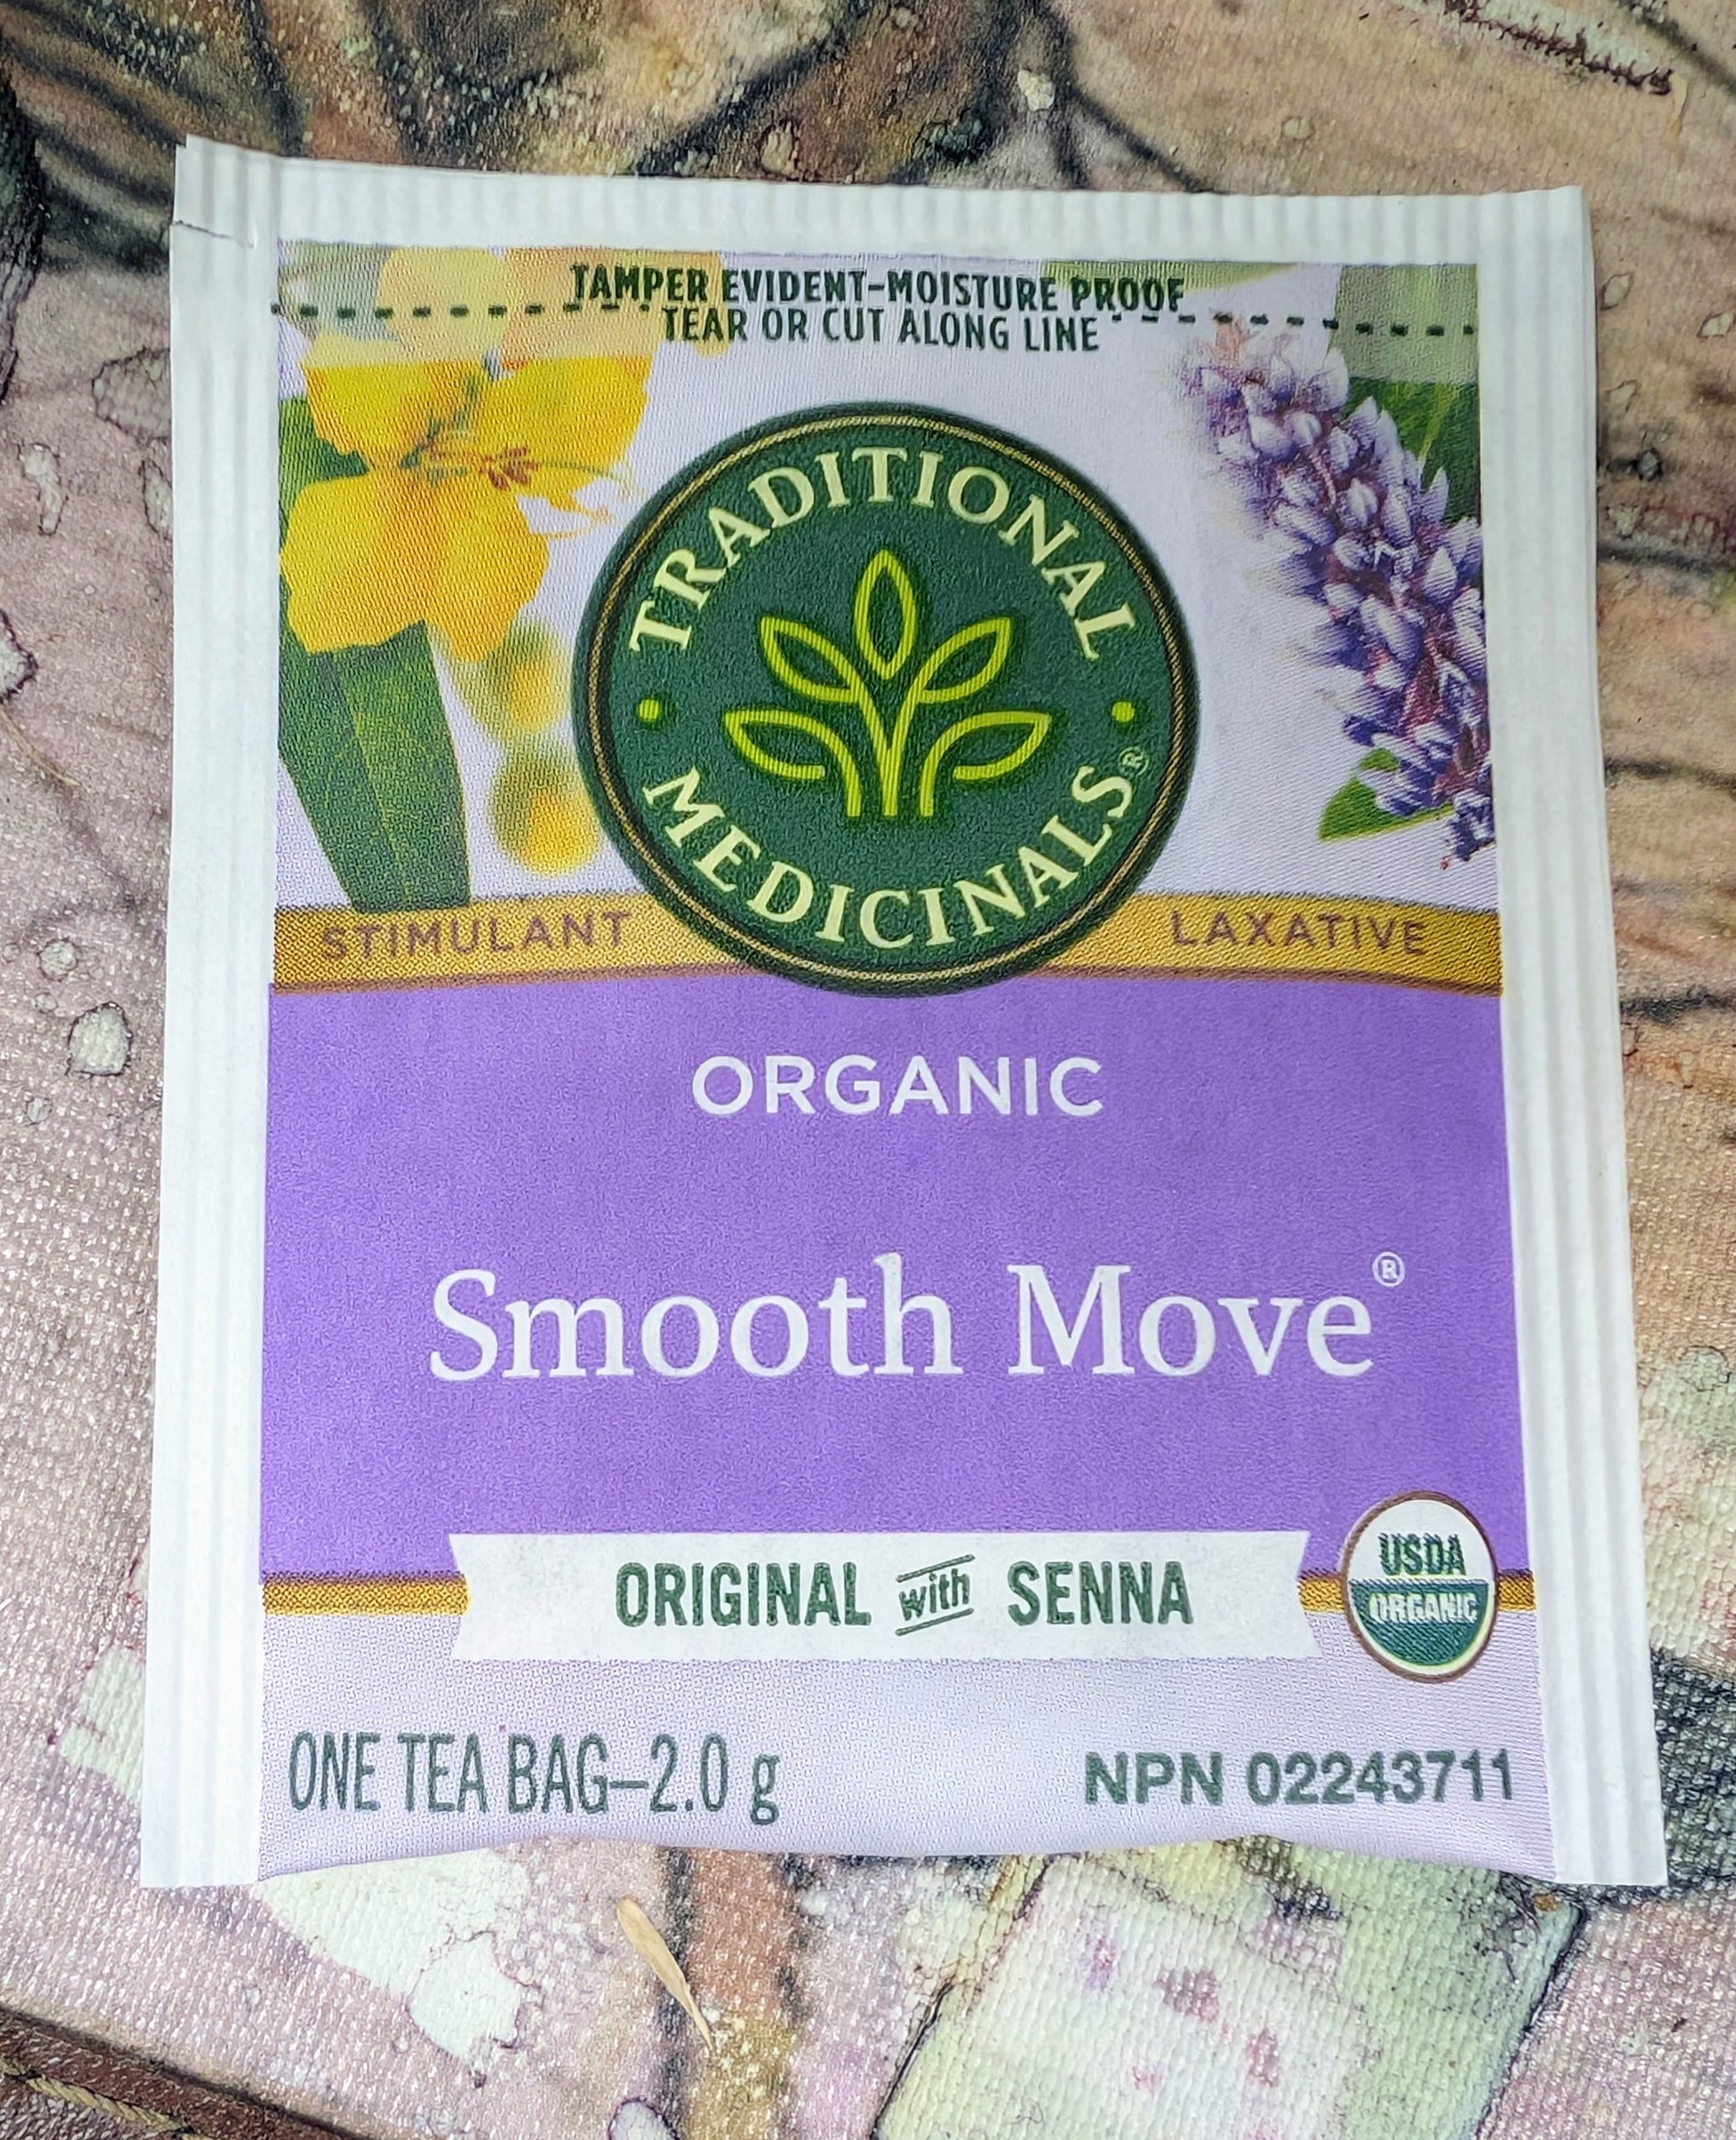 TAMPER EVIDENT-MOISTURE PROOF
TEAR OR CUT ALONG LINE
TRADITIONAL
MEDICINALS®
STIMULANT LAXATIVE
ORGANIC
Smooth Move®
ORIGINAL with SENNA
USDA
ORGANIC
ONE TEA BAG–2.0 g
NPN 02243711